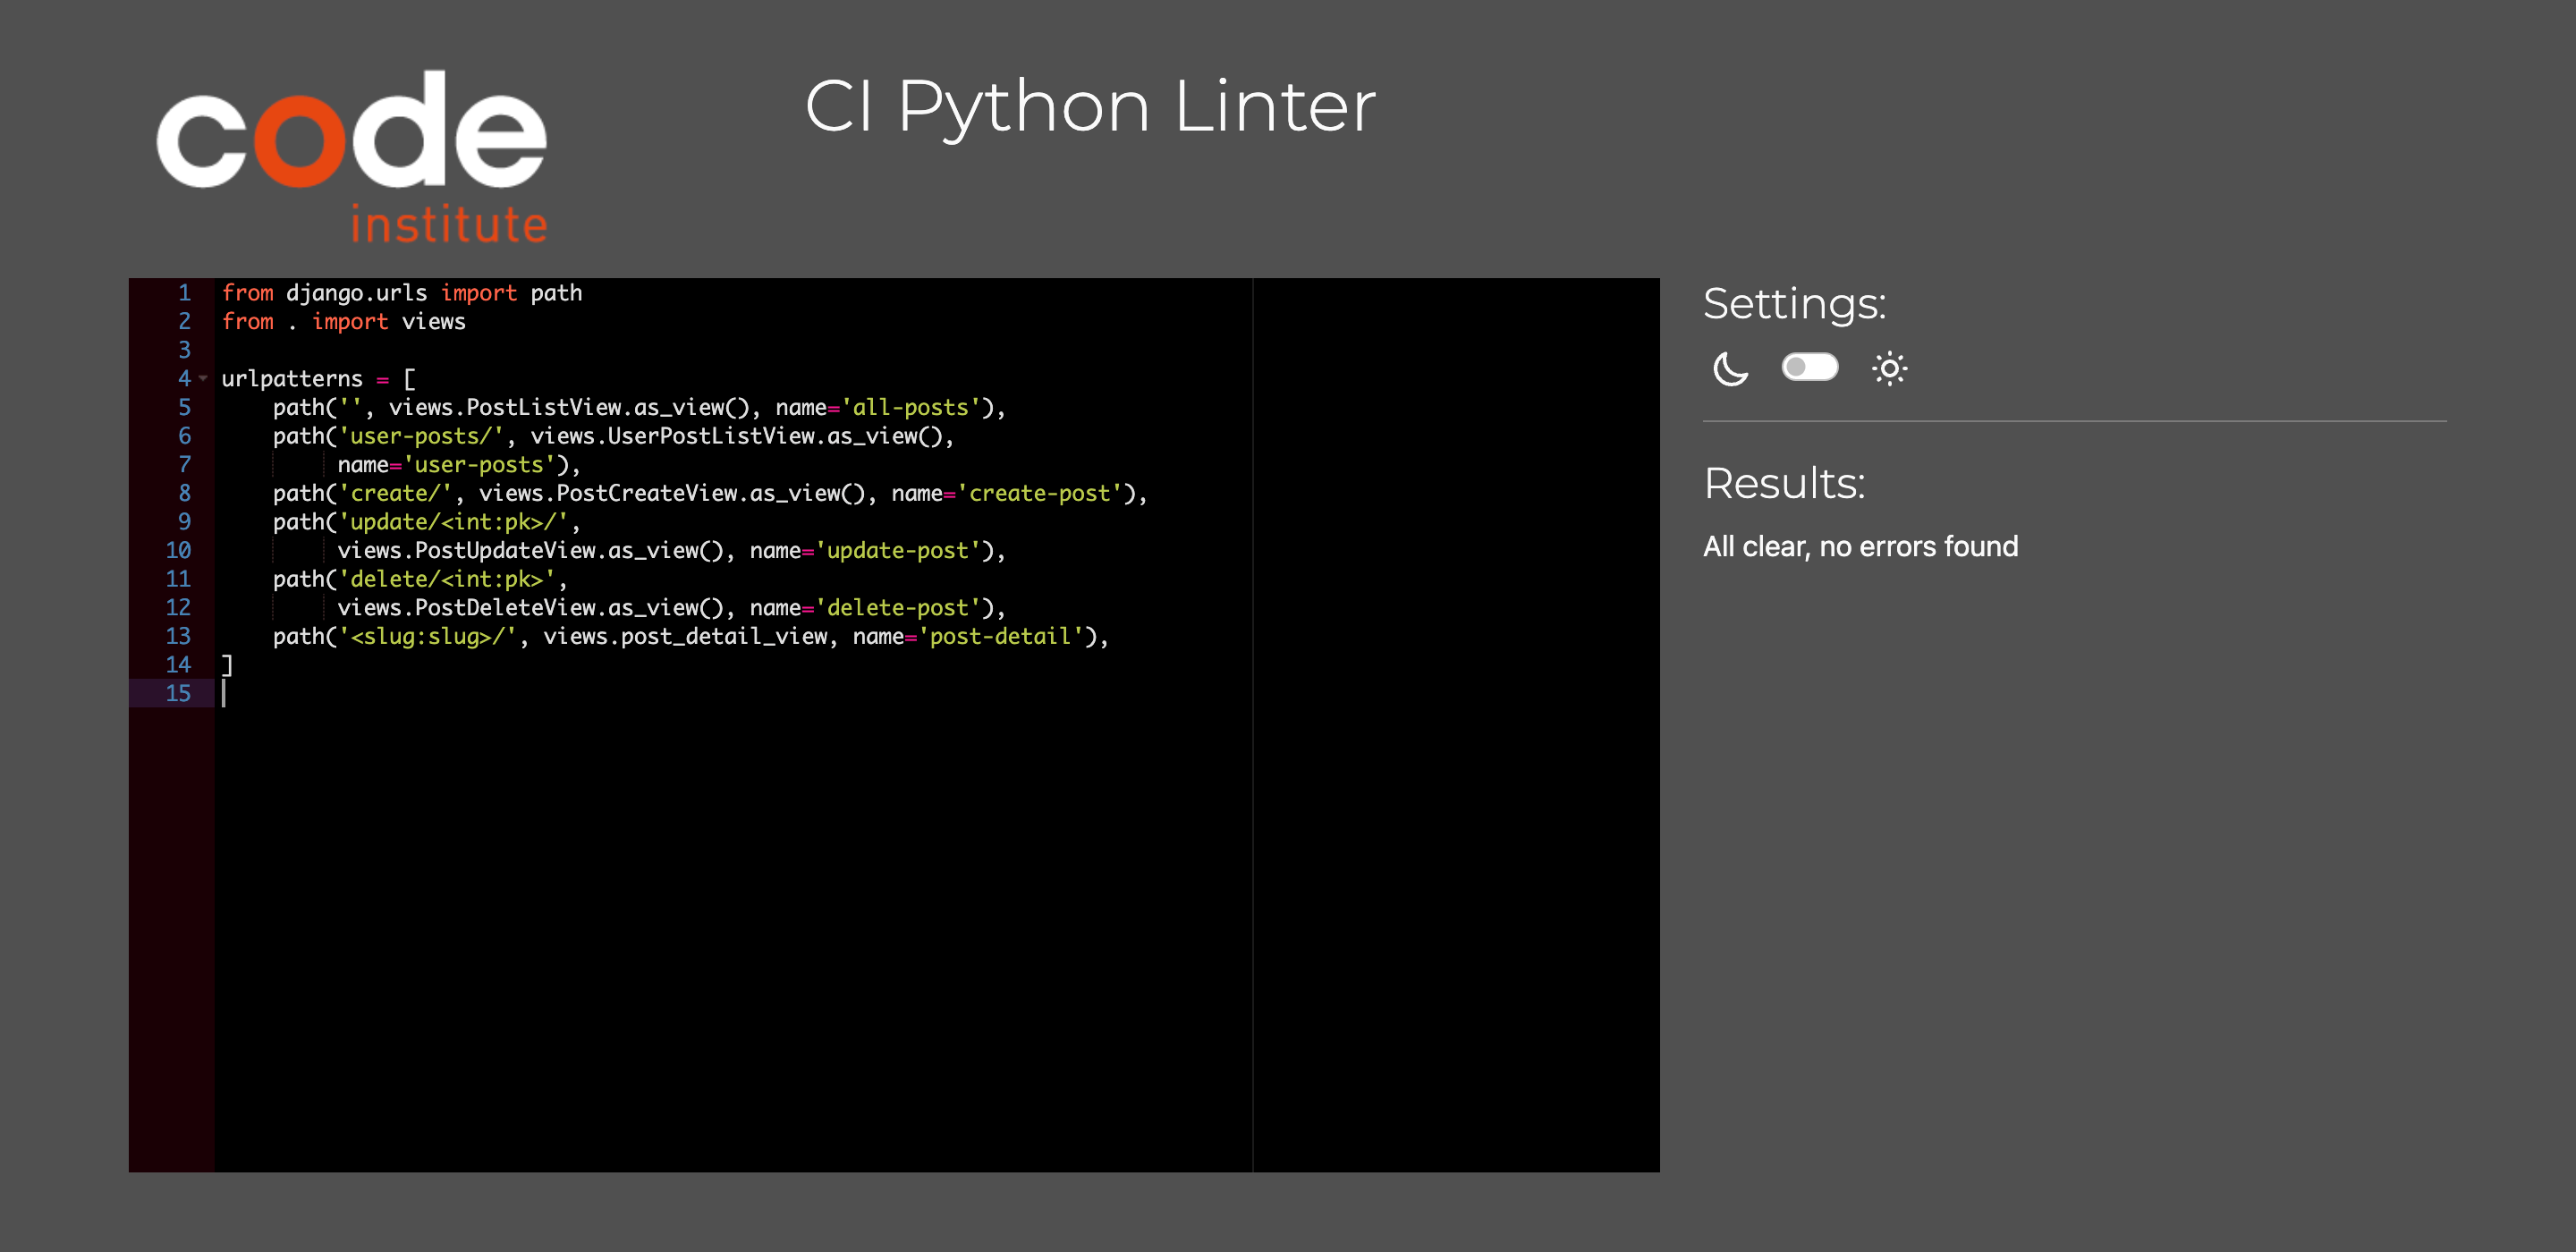 code
institute
CI Python Linter
1 from django.urls import path
2 from . import views
3
4 urlpatterns = [
5     path('', views.PostListView.as_view(), name='all-posts'),
6     path('user-posts/', views.UserPostListView.as_view(),
7          name='user-posts'),
8     path('create/', views.PostCreateView.as_view(), name='create-post'),
9     path('update/<int:pk>/',
10          views.PostUpdateView.as_view(), name='update-post'),
11     path('delete/<int:pk>',
12          views.PostDeleteView.as_view(), name='delete-post'),
13     path('<slug:slug>/', views.post_detail_view, name='post-detail'),
14 ]
15
Settings:
Results:
All clear, no errors found